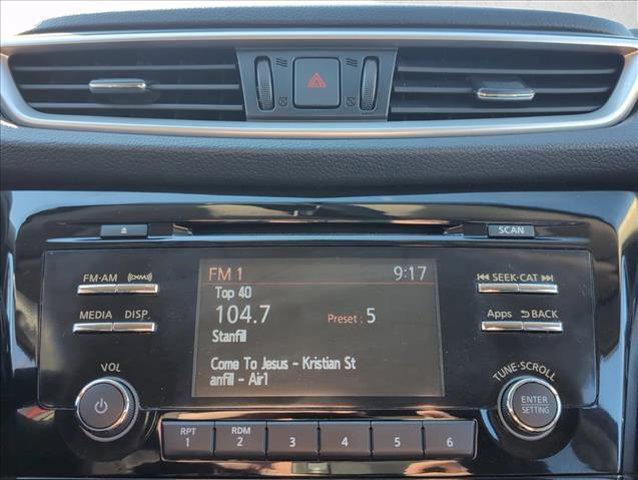 SCAN
FM 1 9:17
Top 40
104.7 Preset : 5
Stanfill
Come To Jesus - Kristian St
anfill - Air1
FM·AM
MEDIA DISP
VOL
SEEK·CAT
Apps BACK
TUNE·SCROLL
ENTER
SETTING
RPT
1
RDM
2
3
4
5
6